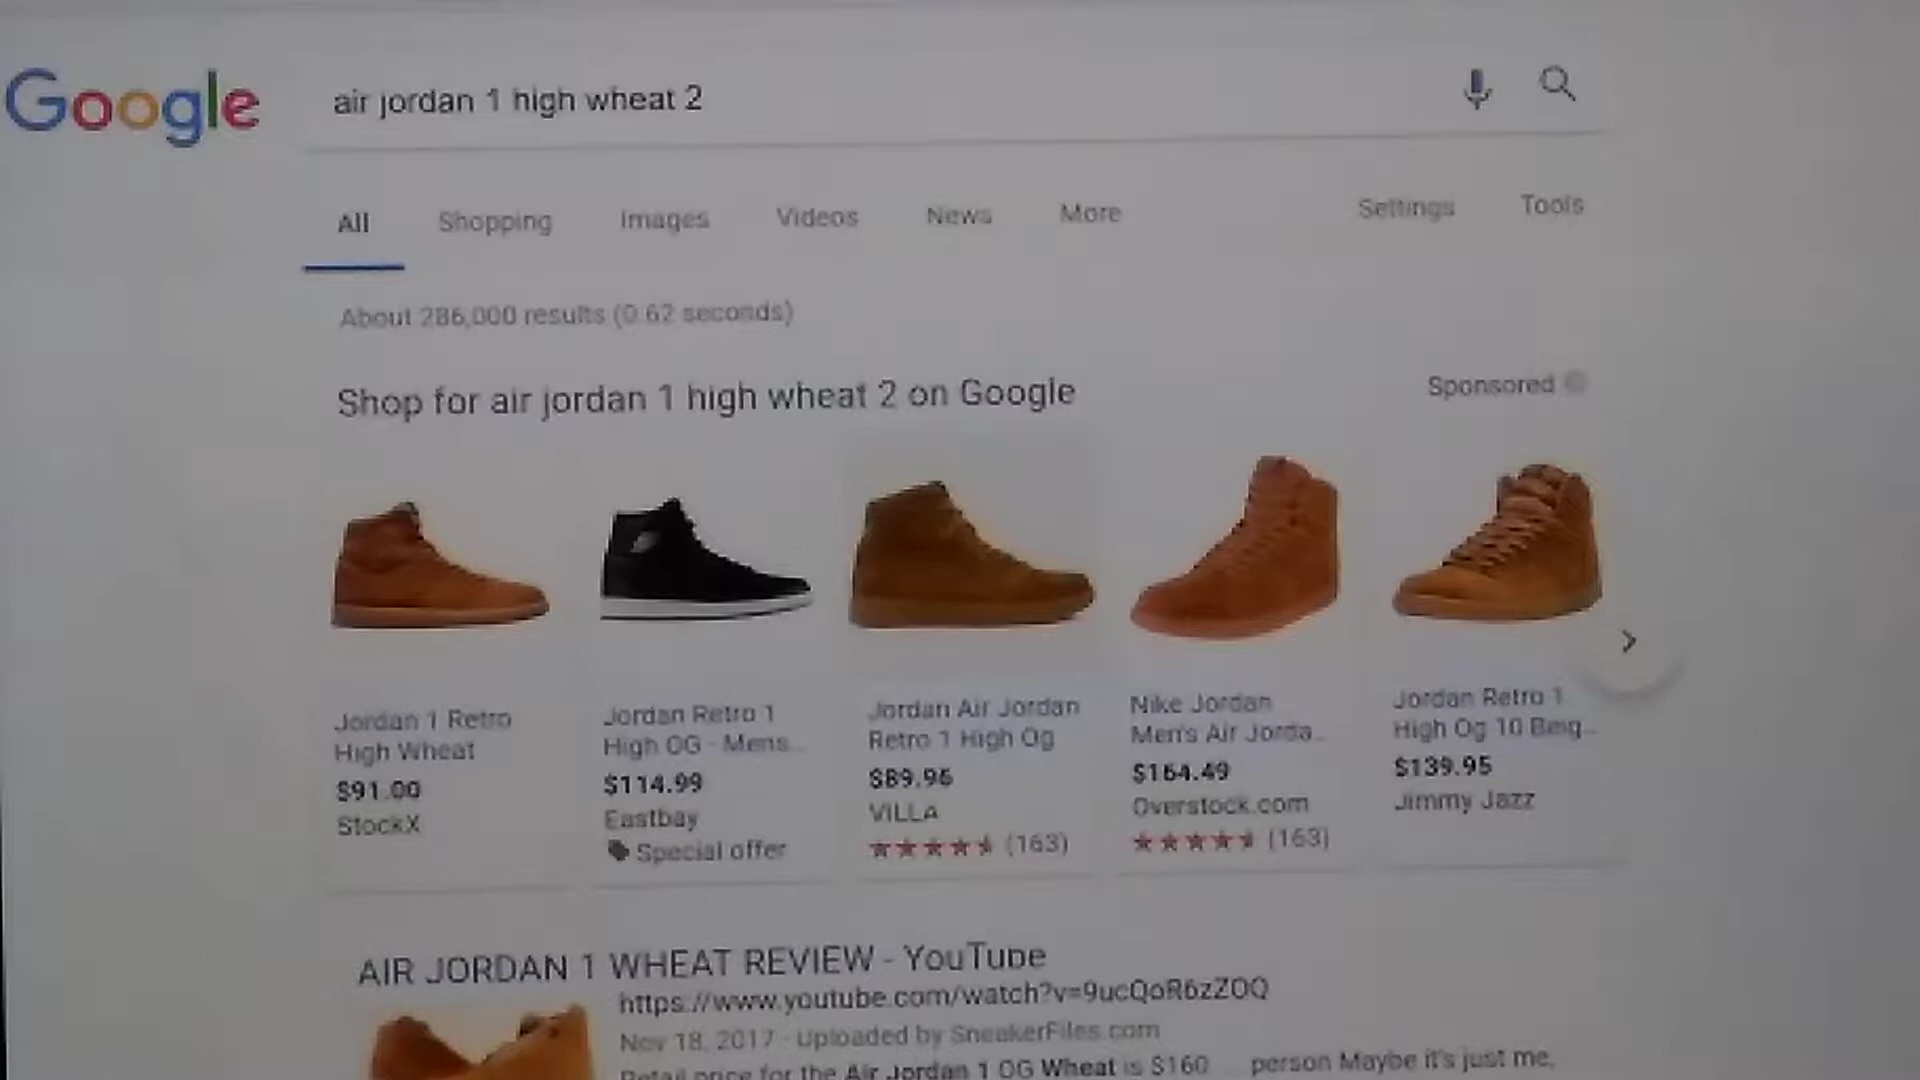 Google
air jordan 1 high wheat 2
All Shopping Images Videos News More Settings Tools
About 286,000 results (0.62 seconds)
Shop for air jordan 1 high wheat 2 on Google
Sponsored
Jordan 1 Retro
High Wheat
$91.00
StockX
Jordan Retro 1
High OG - Mens...
$114.99
Eastbay
Special offer
Jordan Air Jordan
Retro 1 High Og
$89.96
VILLA
(163)
Nike Jordan
Men's Air Jorda...
$164.49
Overstock.com
(163)
Jordan Retro 1
High Og 10 Beig...
$139.95
Jimmy Jazz
AIR JORDAN 1 WHEAT REVIEW - YouTube
https://www.youtube.com/watch?v=9ucQoR6zZOQ
Nov 18, 2017 - Uploaded by SneakerFiles.com
Retail price for the Air Jordan 1 OG Wheat is $160 ... person Maybe it's just me,